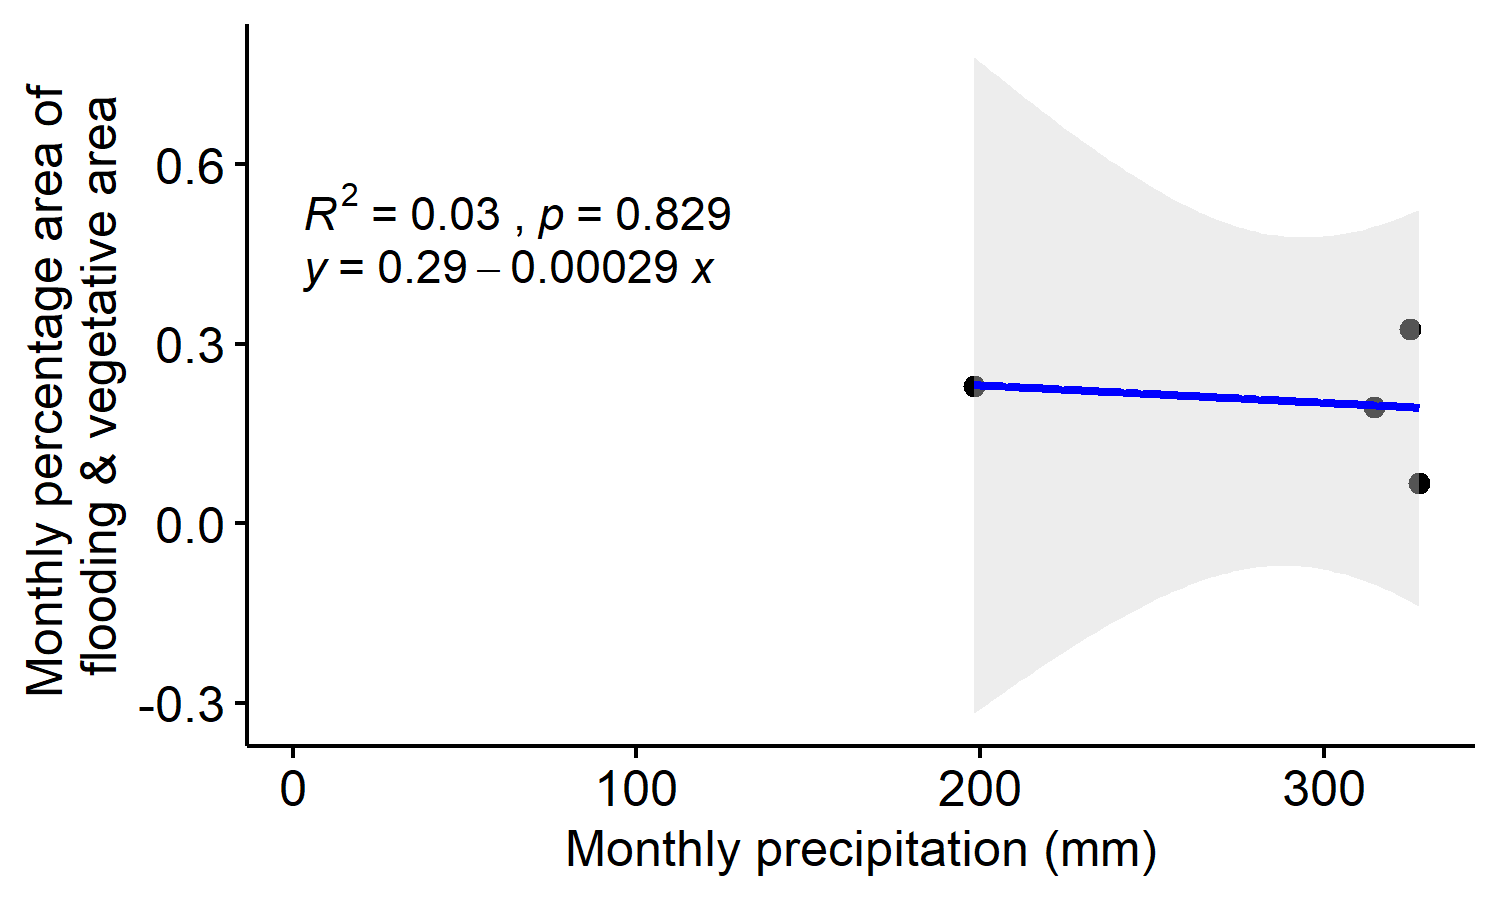 Monthly percentage area of
flooding & vegetative area
0.6
0.3
0.0
-0.3
R² = 0.03 , p = 0.829
y = 0.29 – 0.00029 x
0 100 200 300
Monthly precipitation (mm)